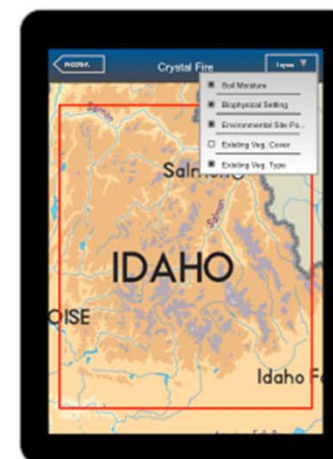 Crystal Fire
Layers
Soil Moisture
Biophysical Setting
Environmental Site Po...
Existing Veg. Cover
Existing Veg. Type
Salmon
Salmon
IDAHO
OISE
Idaho F